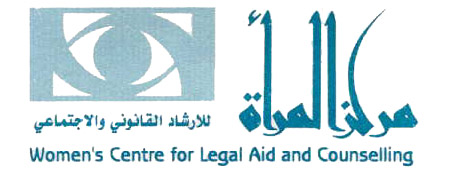 مركز المرأة
للارشاد القانوني والاجتماعي
Women's Centre for Legal Aid and Counselling